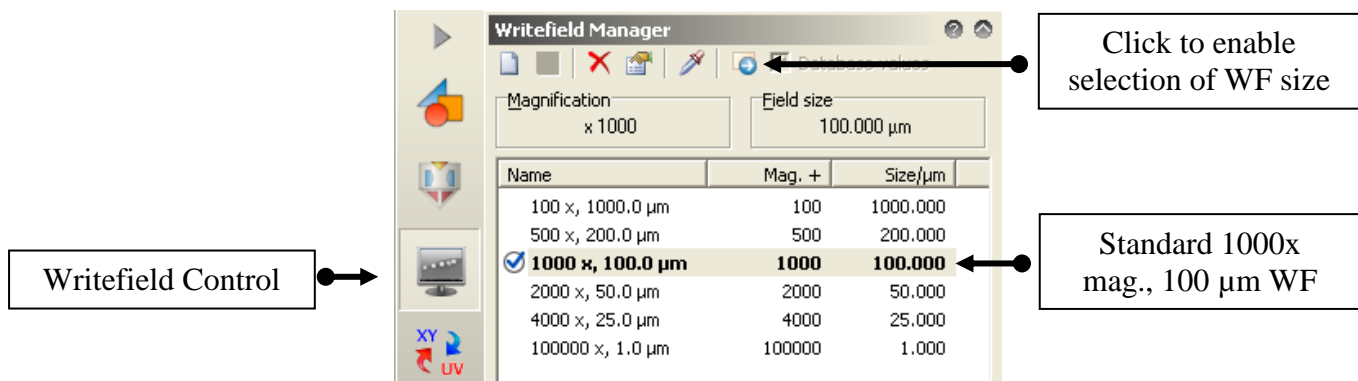 Writefield Manager
Database values
Click to enable
selection of WF size
Magnification
x 1000
Field size
100.000 µm
Name Mag. + Size/µm
100 x, 1000.0 µm 100 1000.000
500 x, 200.0 µm 500 200.000
1000 x, 100.0 µm 1000 100.000
2000 x, 50.0 µm 2000 50.000
4000 x, 25.0 µm 4000 25.000
100000 x, 1.0 µm 100000 1.000
Standard 1000x
mag., 100 µm WF
Writefield Control
XY
UV